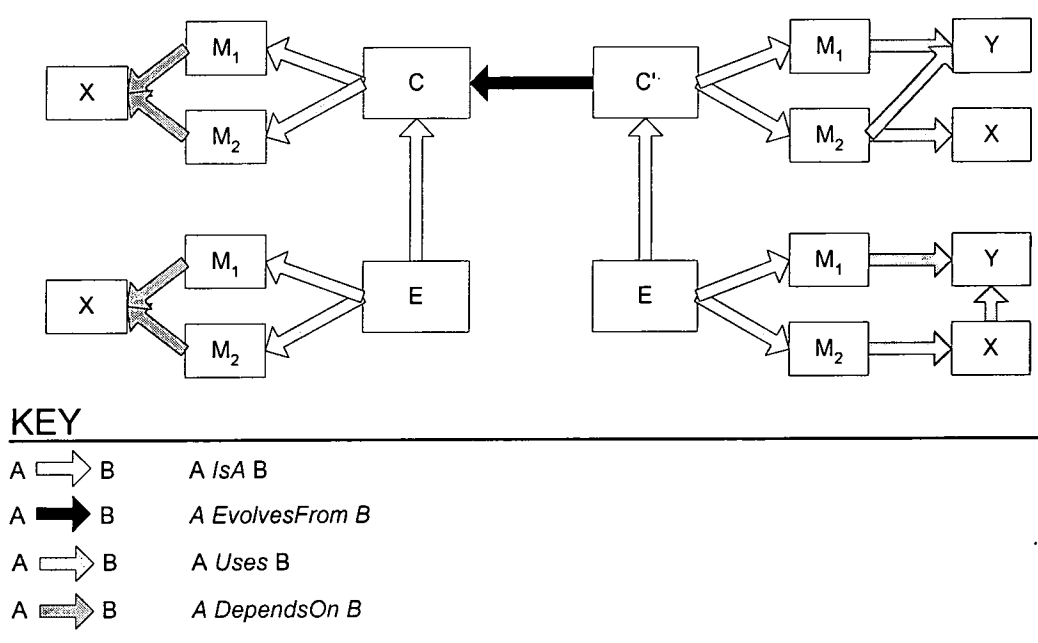 M₁ M₁ Y
X C C'
M₂ M₂ X
M₁ M₁ Y
X E E
M₂ M₂ X
KEY
A B A IsA B
A B A EvolvesFrom B
A B A Uses B
A B A DependsOn B